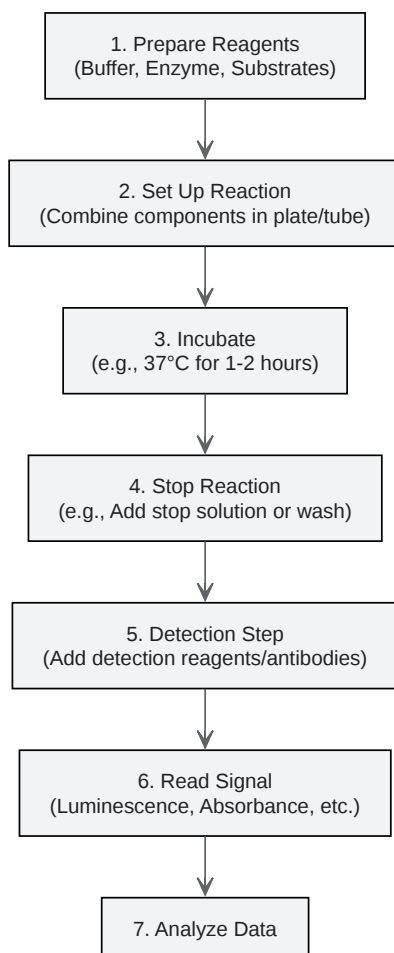 1. Prepare Reagents
(Buffer, Enzyme, Substrates)
2. Set Up Reaction
(Combine components in plate/tube)
3. Incubate
(e.g., 37°C for 1-2 hours)
4. Stop Reaction
(e.g., Add stop solution or wash)
5. Detection Step
(Add detection reagents/antibodies)
6. Read Signal
(Luminescence, Absorbance, etc.)
7. Analyze Data